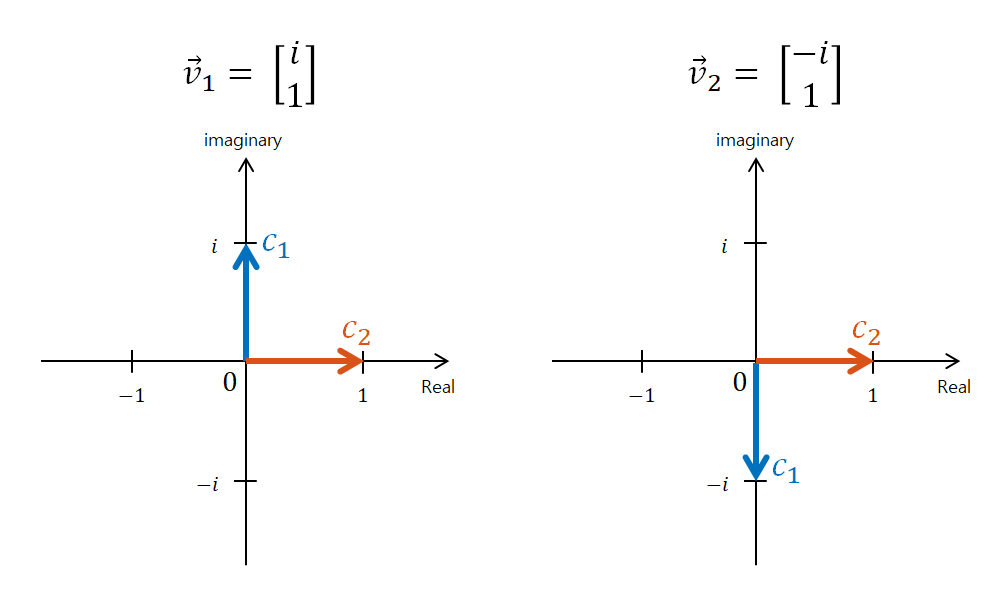 v⃗₁ = [i 1]
v⃗₂ = [−i 1]
imaginary
imaginary
i
c₁
i
c₂
c₂
−1
0
1
Real
−1
0
1
Real
−i
−i
c₁